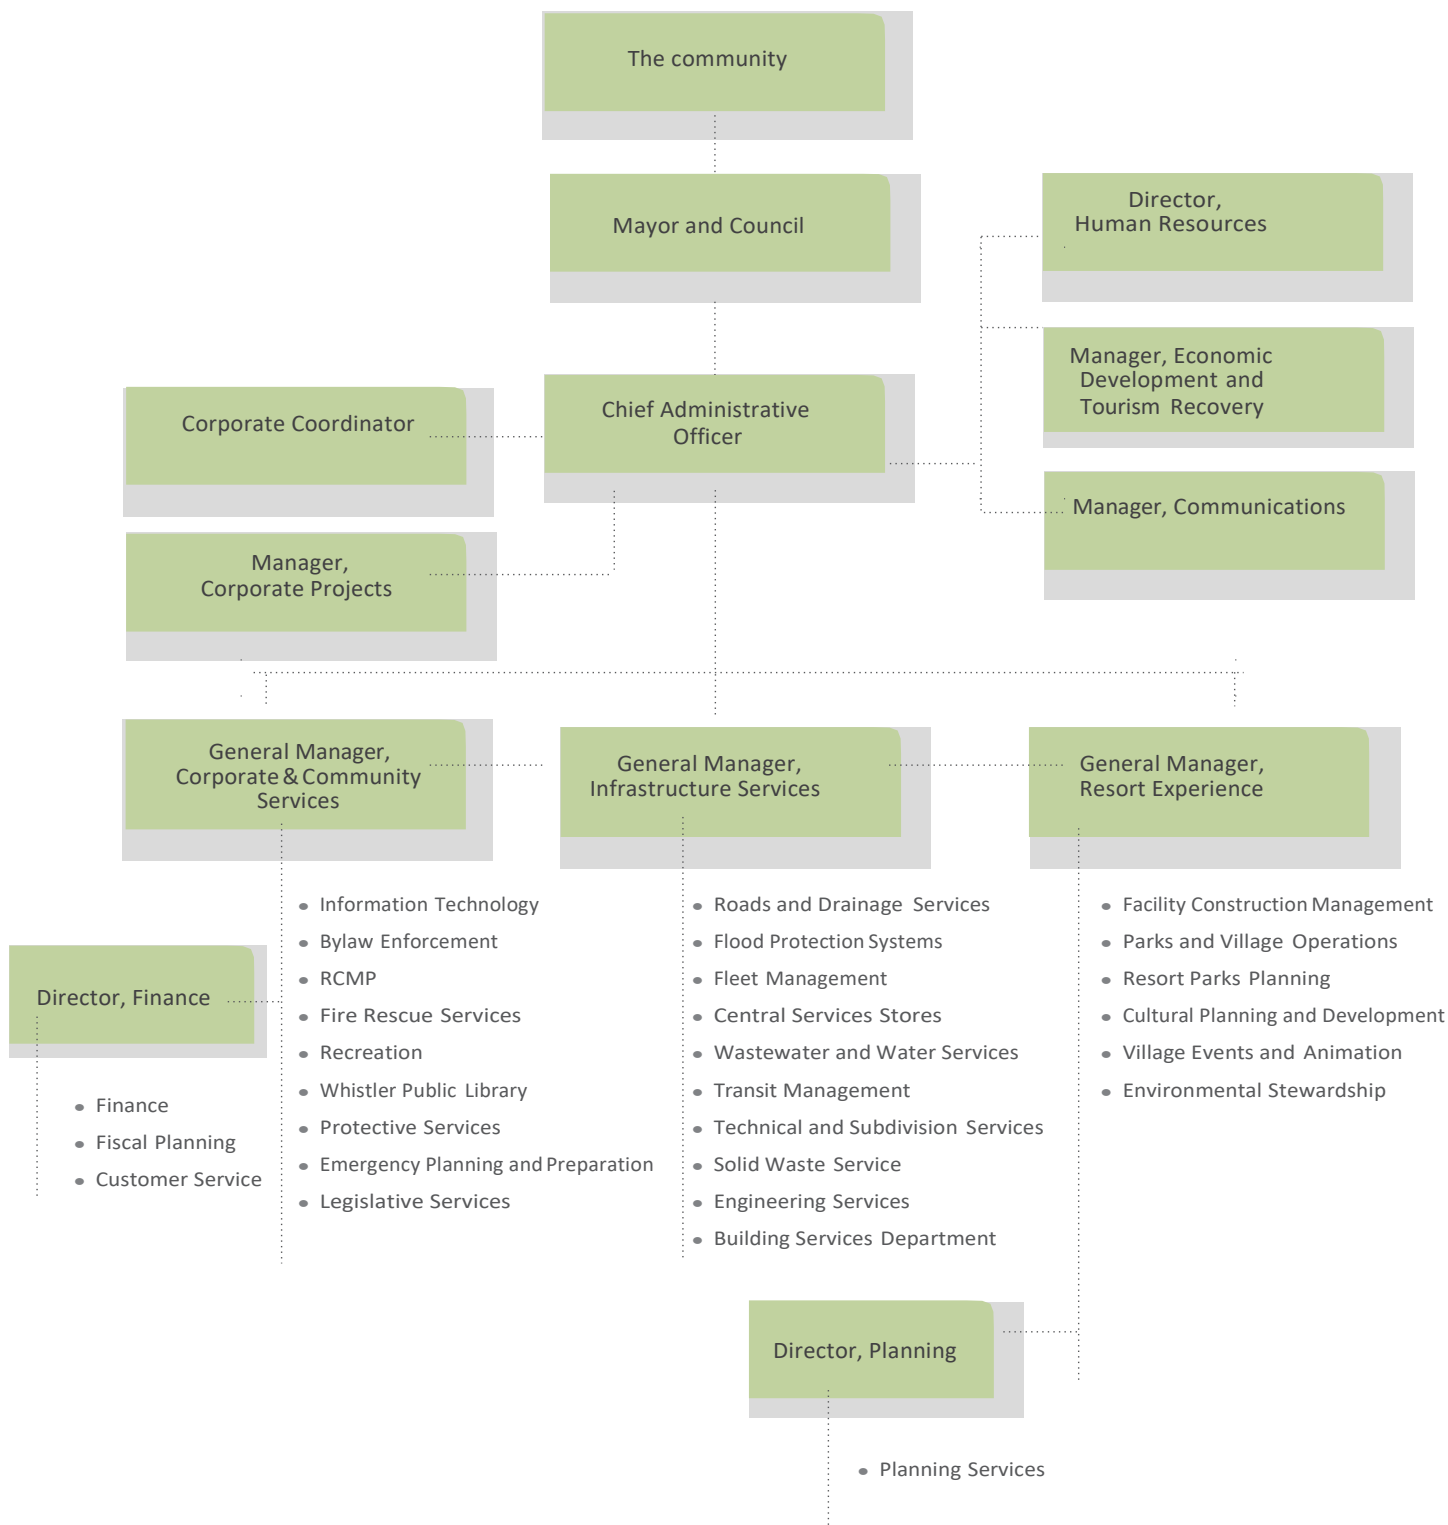 The community
Mayor and Council
Director,
Human Resources
Manager, Economic
Development and
Tourism Recovery
Manager, Communications
Corporate Coordinator
Chief Administrative
Officer
Manager,
Corporate Projects
General Manager,
Corporate & Community
Services
General Manager,
Infrastructure Services
General Manager,
Resort Experience
Director, Finance
• Finance
• Fiscal Planning
• Customer Service
• Information Technology
• Bylaw Enforcement
• RCMP
• Fire Rescue Services
• Recreation
• Whistler Public Library
• Protective Services
• Emergency Planning and Preparation
• Legislative Services
• Roads and Drainage Services
• Flood Protection Systems
• Fleet Management
• Central Services Stores
• Wastewater and Water Services
• Transit Management
• Technical and Subdivision Services
• Solid Waste Service
• Engineering Services
• Building Services Department
• Facility Construction Management
• Parks and Village Operations
• Resort Parks Planning
• Cultural Planning and Development
• Village Events and Animation
• Environmental Stewardship
Director, Planning
• Planning Services